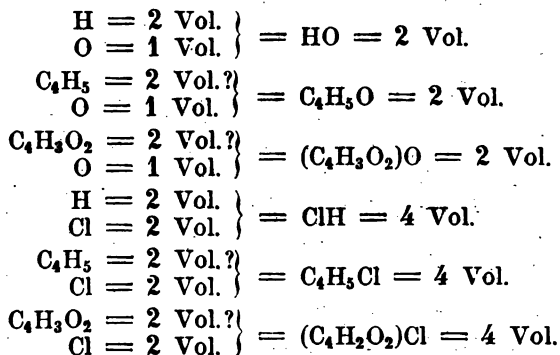 H = 2 Vol.
O = 1 Vol. } = HO = 2 Vol.
C₄H₅ = 2 Vol.?
O = 1 Vol. } = C₄H₅O = 2 Vol.
C₄H₃O₂ = 2 Vol.?
O = 1 Vol. } = (C₄H₃O₂)O = 2 Vol.
H = 2 Vol.
Cl = 2 Vol. } = ClH = 4 Vol.
C₄H₅ = 2 Vol.?
Cl = 2 Vol. } = C₄H₅Cl = 4 Vol.
C₄H₃O₂ = 2 Vol.?
Cl = 2 Vol. } = (C₄H₂O₂)Cl = 4 Vol.